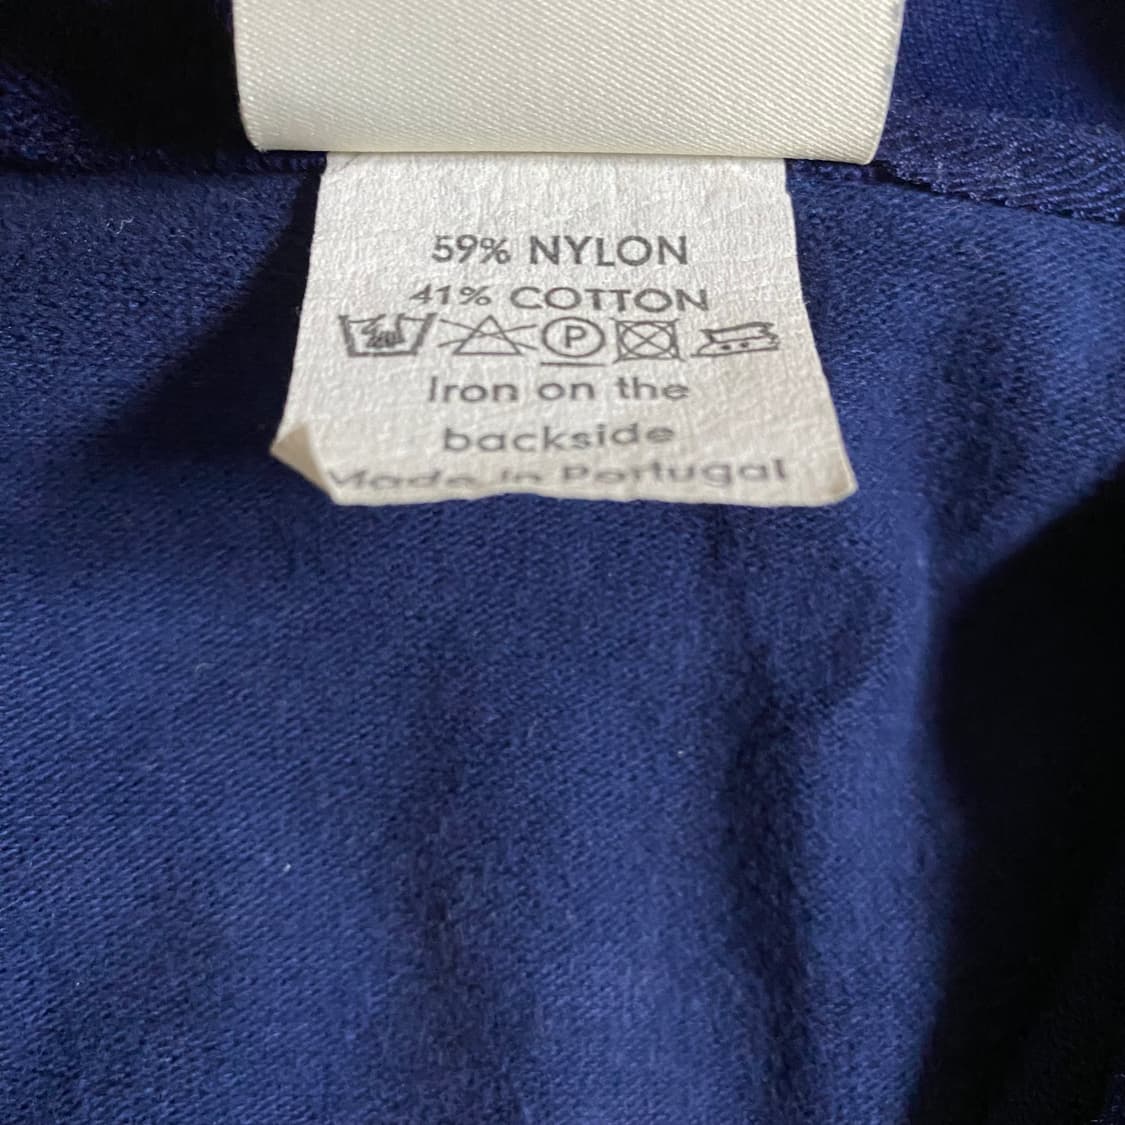 59% NYLON
41% COTTON
P
Iron on the
backside
Made in Portugal